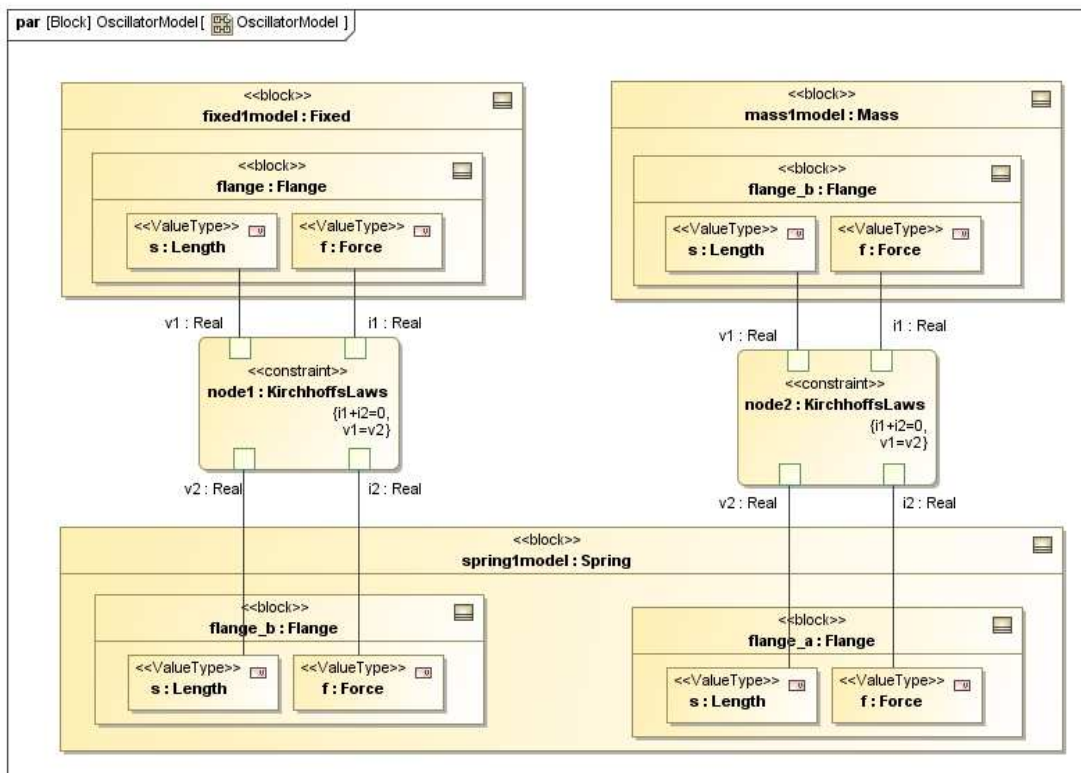 par [Block] OscillatorModel [ OscillatorModel ]
<<block>>
fixed1model : Fixed
<<block>>
flange : Flange
<<ValueType>>
s : Length
<<ValueType>>
f : Force
<<block>>
mass1model : Mass
<<block>>
flange_b : Flange
<<ValueType>>
s : Length
<<ValueType>>
f : Force
v1 : Real
i1 : Real
<<constraint>>
node1 : KirchhoffsLaws
{i1+i2=0,
v1=v2}
v2 : Real
i2 : Real
v1 : Real
i1 : Real
<<constraint>>
node2 : KirchhoffsLaws
{i1+i2=0,
v1=v2}
v2 : Real
i2 : Real
<<block>>
spring1model : Spring
<<block>>
flange_b : Flange
<<ValueType>>
s : Length
<<ValueType>>
f : Force
<<block>>
flange_a : Flange
<<ValueType>>
s : Length
<<ValueType>>
f : Force